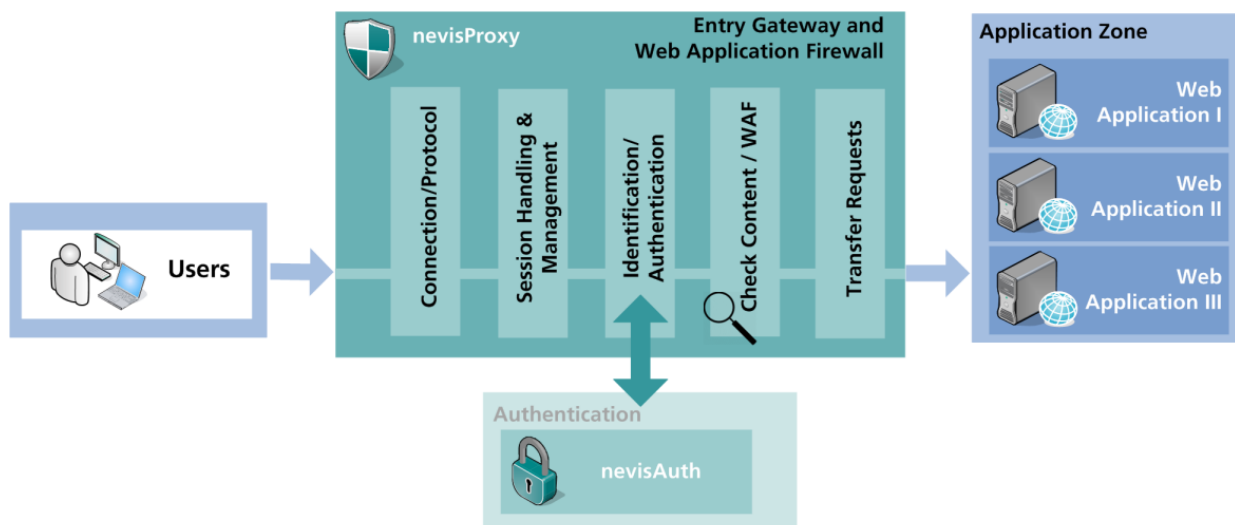 nevisProxy
Entry Gateway and
Web Application Firewall
Application Zone
Users
Connection/Protocol
Session Handling &
Management
Identification/
Authentication
Check Content / WAF
Transfer Requests
Web
Application I
Web
Application II
Web
Application III
Authentication
nevisAuth